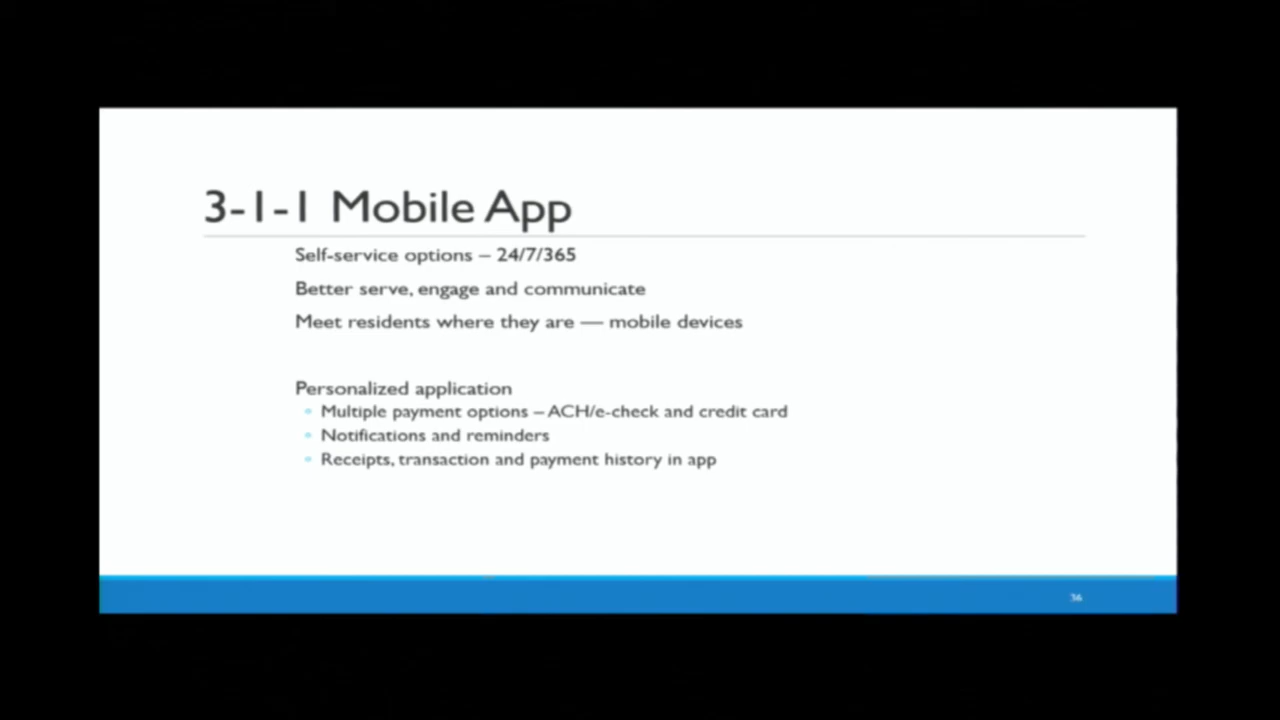 3-1-1 Mobile App
Self-service options – 24/7/365
Better serve, engage and communicate
Meet residents where they are — mobile devices
Personalized application
Multiple payment options – ACH/e-check and credit card
Notifications and reminders
Receipts, transaction and payment history in app
36